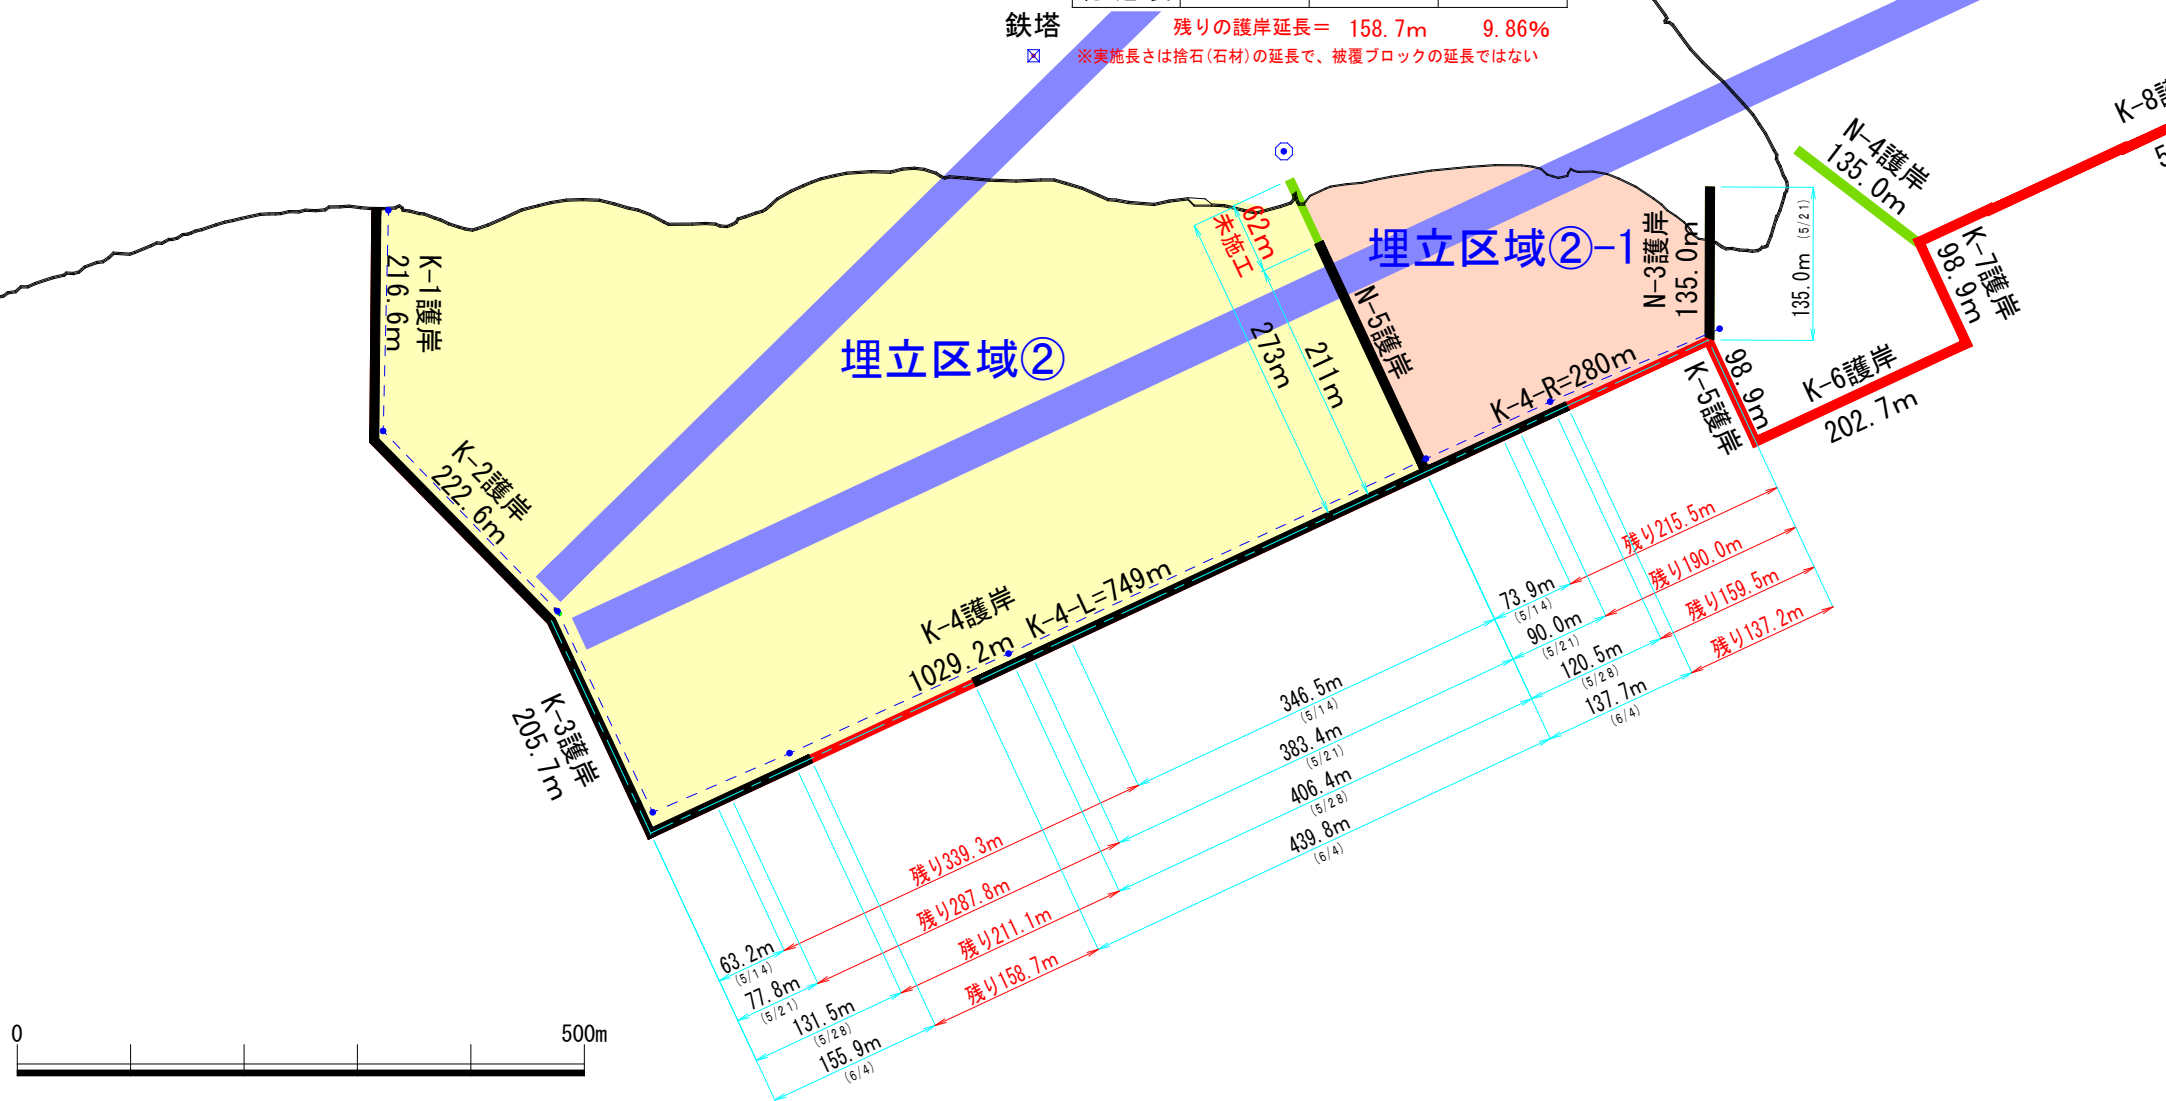 鉄塔
残りの護岸延長＝ 158.7m 9.86%
※実施長さは捨石(石材)の延長で、被覆ブロックの延長ではない
K-8護
N-4護岸
135.0m
K-7護岸
98.9m
K-6護岸
202.7m
K-5護岸
98.9m
N-3護岸
135.0m
135.0m (5/21)
埋立区域②-1
62m
未施工
N-5護岸
273m
211m
K-1護岸
216.6m
埋立区域②
K-2護岸
222.6m
K-3護岸
205.7m
K-4護岸
1029.2m
K-4-L=749m
K-4-R=280m
残り215.5m
残り190.0m
残り159.5m
残り137.2m
73.9m
(5/14)
90.0m
(5/21)
120.5m
(5/28)
137.7m
(6/4)
346.5m
(5/14)
383.4m
(5/21)
406.4m
(5/28)
439.8m
(6/4)
残り339.3m
残り287.8m
残り211.1m
残り158.7m
63.2m
(5/14)
77.8m
(5/21)
131.5m
(5/28)
155.9m
(6/4)
0 500m